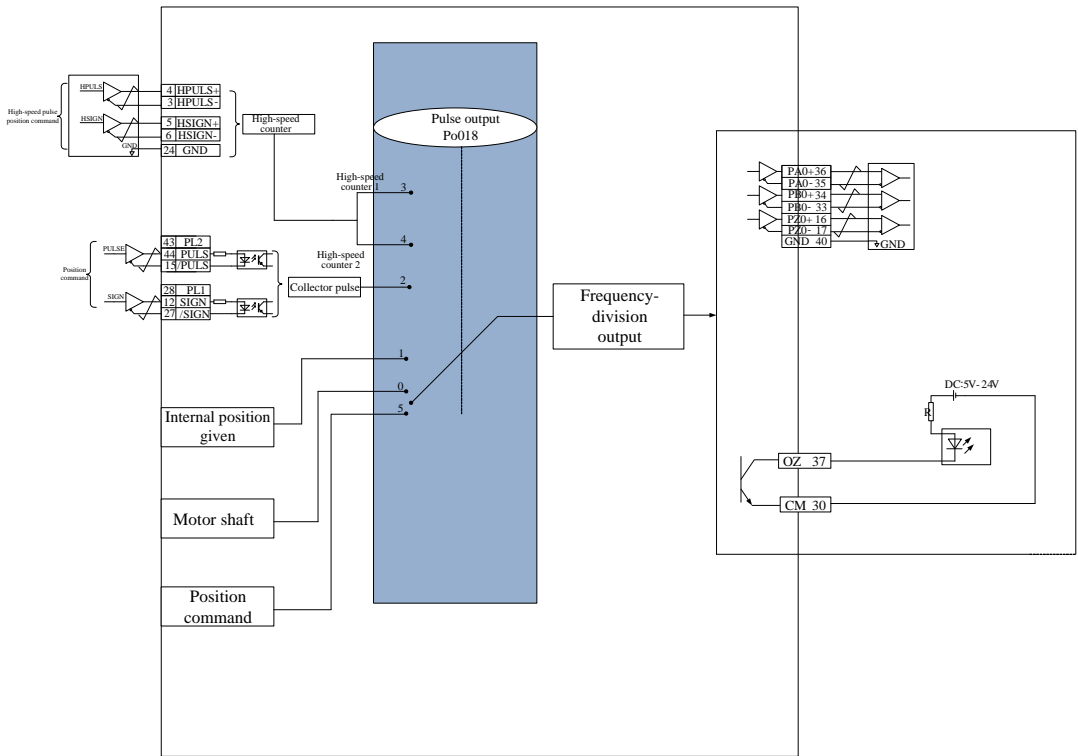 HPULS
4 HPULS+
3 HPULS-
High-speed pulse
position command
HSIGN
5 HSIGN+
6 HSIGN-
GND
24 GND
High-speed
counter
Pulse output
Po018
High-speed
counter 1
3
4
High-speed
counter 2
43 PL2
PULSE
44 PULS
15 /PULS
Position
command
28 PL1
SIGN
12 SIGN
27 /SIGN
Collector pulse
2
1
0
5
Internal position
given
Motor shaft
Position
command
Frequency-
division
output
PA0+ 36
PA0- 35
PB0+ 34
PB0- 33
PZ0+ 16
PZ0- 17
GND 40
GND
DC:5V-24V
R
OZ 37
CM 30